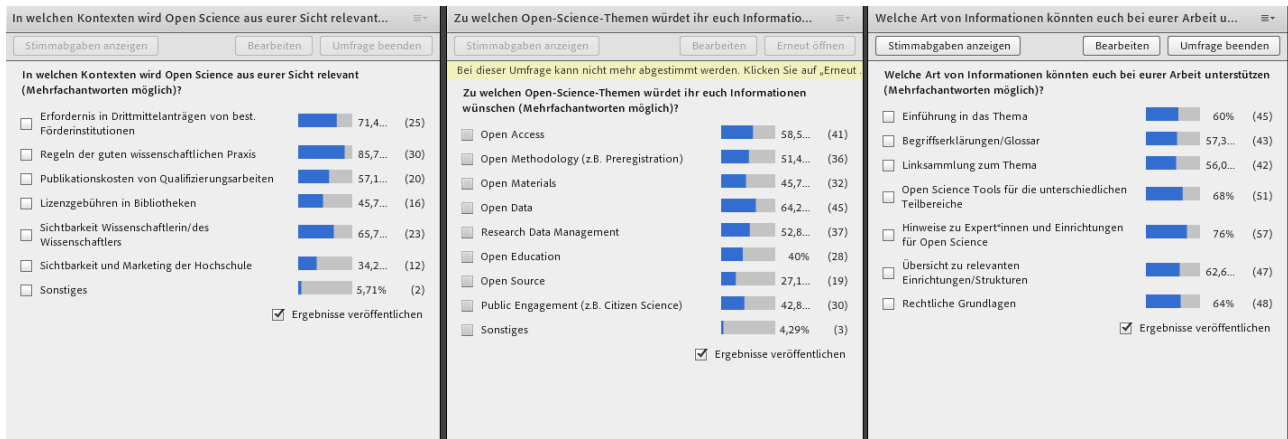 In welchen Kontexten wird Open Science aus eurer Sicht relevant...
Stimmabgaben anzeigen
Bearbeiten
Umfrage beenden
In welchen Kontexten wird Open Science aus eurer Sicht relevant
(Mehrfachantworten möglich)?
Erfordernis in Drittmittelanträgen von best.
Förderinstitutionen
71,4... (25)
Regeln der guten wissenschaftlichen Praxis 85,7... (30)
Publikationskosten von Qualifizierungsarbeiten 57,1... (20)
Lizenzgebühren in Bibliotheken 45,7... (16)
Sichtbarkeit Wissenschaftlerin/des
Wissenschaftlers
65,7... (23)
Sichtbarkeit und Marketing der Hochschule 34,2... (12)
Sonstiges 5,71% (2)
Ergebnisse veröffentlichen
Zu welchen Open-Science-Themen würdet ihr euch Informatio...
Stimmabgaben anzeigen
Bearbeiten
Erneut öffnen
Bei dieser Umfrage kann nicht mehr abgestimmt werden. Klicken Sie auf „Erneut .
Zu welchen Open-Science-Themen würdet ihr euch Informationen
wünschen (Mehrfachantworten möglich)?
Open Access 58,5... (41)
Open Methodology (z.B. Preregistration) 51,4... (36)
Open Materials 45,7... (32)
Open Data 64,2... (45)
Research Data Management 52,8... (37)
Open Education 40% (28)
Open Source 27,1... (19)
Public Engagement (z.B. Citizen Science) 42,8... (30)
Sonstiges 4,29% (3)
Ergebnisse veröffentlichen
Welche Art von Informationen könnten euch bei eurer Arbeit u...
Stimmabgaben anzeigen
Bearbeiten
Umfrage beenden
Welche Art von Informationen könnten euch bei eurer Arbeit unterstützen
(Mehrfachantworten möglich)?
Einführung in das Thema 60% (45)
Begriffserklärungen/Glossar 57,3... (43)
Linksammlung zum Thema 56,0... (42)
Open Science Tools für die unterschiedlichen
Teilbereiche
68% (51)
Hinweise zu Expert*innen und Einrichtungen
für Open Science
76% (57)
Übersicht zu relevanten
Einrichtungen/Strukturen
62,6... (47)
Rechtliche Grundlagen 64% (48)
Ergebnisse veröffentlichen